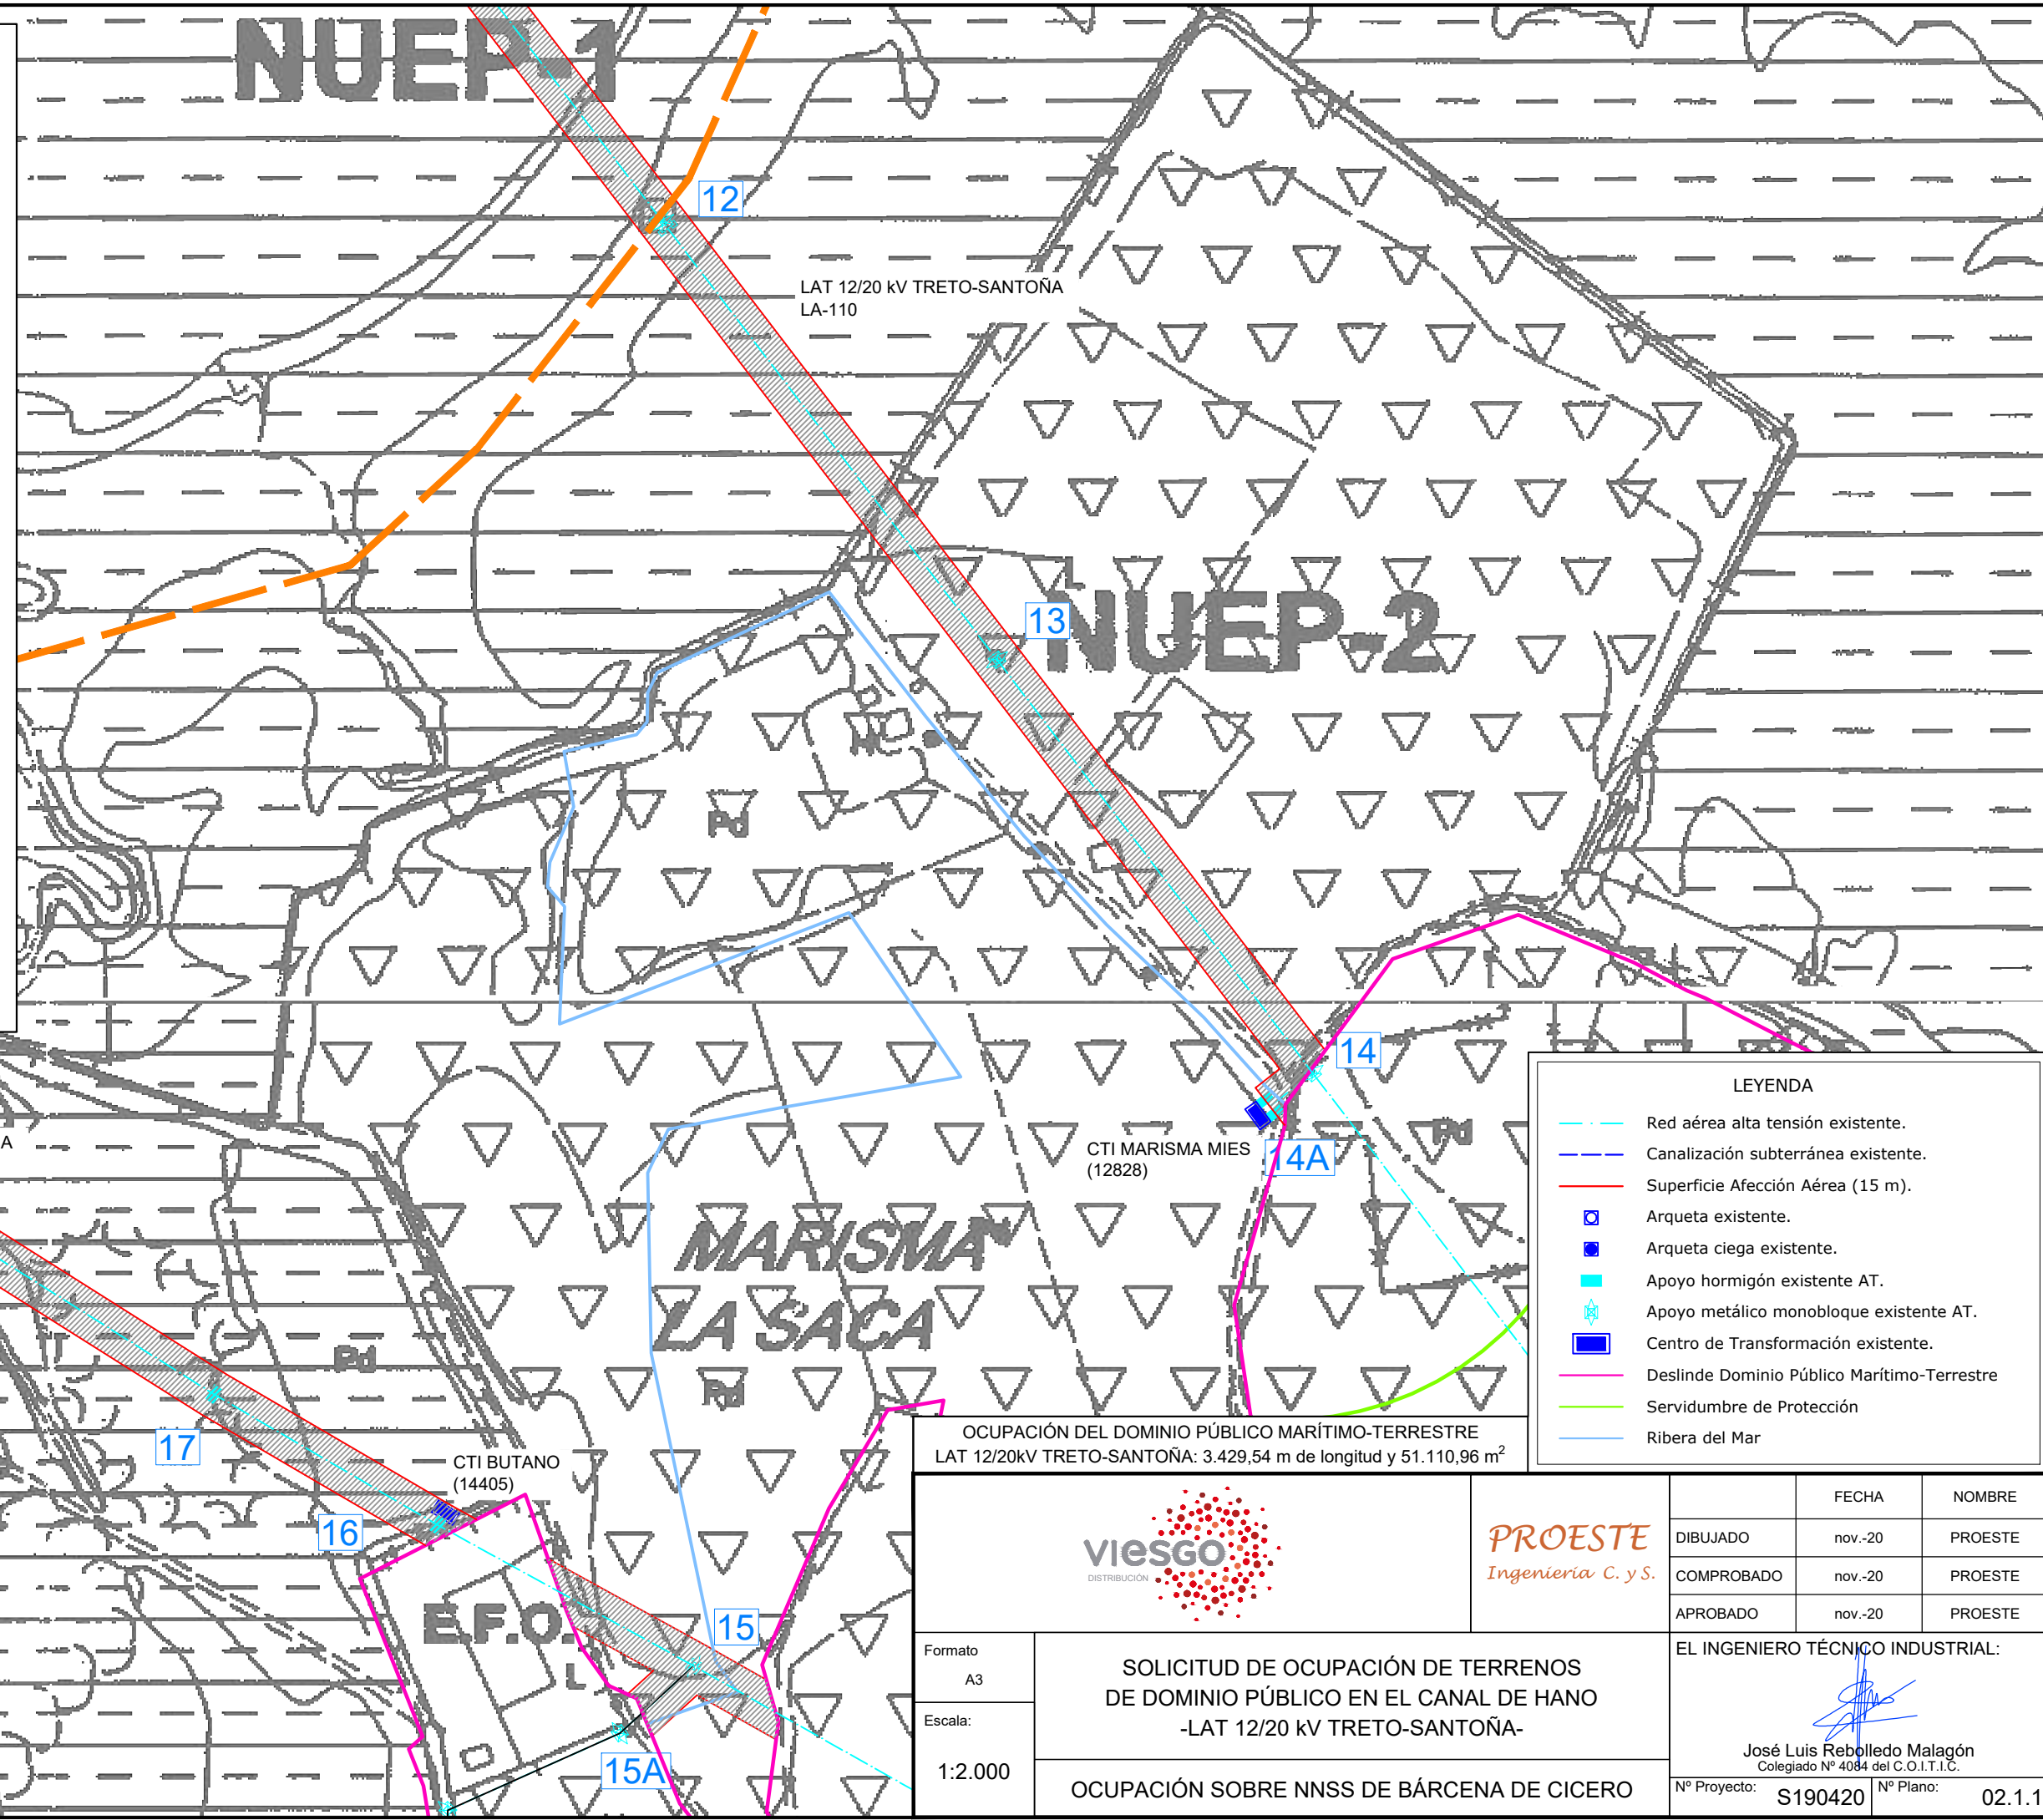 NUEP-1
12
LAT 12/20 kV TRETO-SANTOÑA
LA-110
13
NUEP-2
Pd
14
CTI MARISMA MIES
(12828)
14A
Pd
A
MARISMA
LA SACA
Pd
Pd
17
CTI BUTANO
(14405)
16
E.F.O.
L
15
15A
LEYENDA
Red aérea alta tensión existente.
Canalización subterránea existente.
Superficie Afección Aérea (15 m).
Arqueta existente.
Arqueta ciega existente.
Apoyo hormigón existente AT.
Apoyo metálico monobloque existente AT.
Centro de Transformación existente.
Deslinde Dominio Público Marítimo-Terrestre
Servidumbre de Protección
Ribera del Mar
OCUPACIÓN DEL DOMINIO PÚBLICO MARÍTIMO-TERRESTRE
LAT 12/20kV TRETO-SANTOÑA: 3.429,54 m de longitud y 51.110,96 m²
viesgo
DISTRIBUCIÓN
PROESTE
Ingeniería C. y S.
FECHA NOMBRE
DIBUJADO nov.-20 PROESTE
COMPROBADO nov.-20 PROESTE
APROBADO nov.-20 PROESTE
Formato
A3
Escala:
1:2.000
SOLICITUD DE OCUPACIÓN DE TERRENOS
DE DOMINIO PÚBLICO EN EL CANAL DE HANO
-LAT 12/20 kV TRETO-SANTOÑA-
OCUPACIÓN SOBRE NNSS DE BÁRCENA DE CICERO
EL INGENIERO TÉCNICO INDUSTRIAL:
José Luis Rebolledo Malagón
Colegiado Nº 4084 del C.O.I.T.I.C.
Nº Proyecto: S190420 Nº Plano: 02.1.1